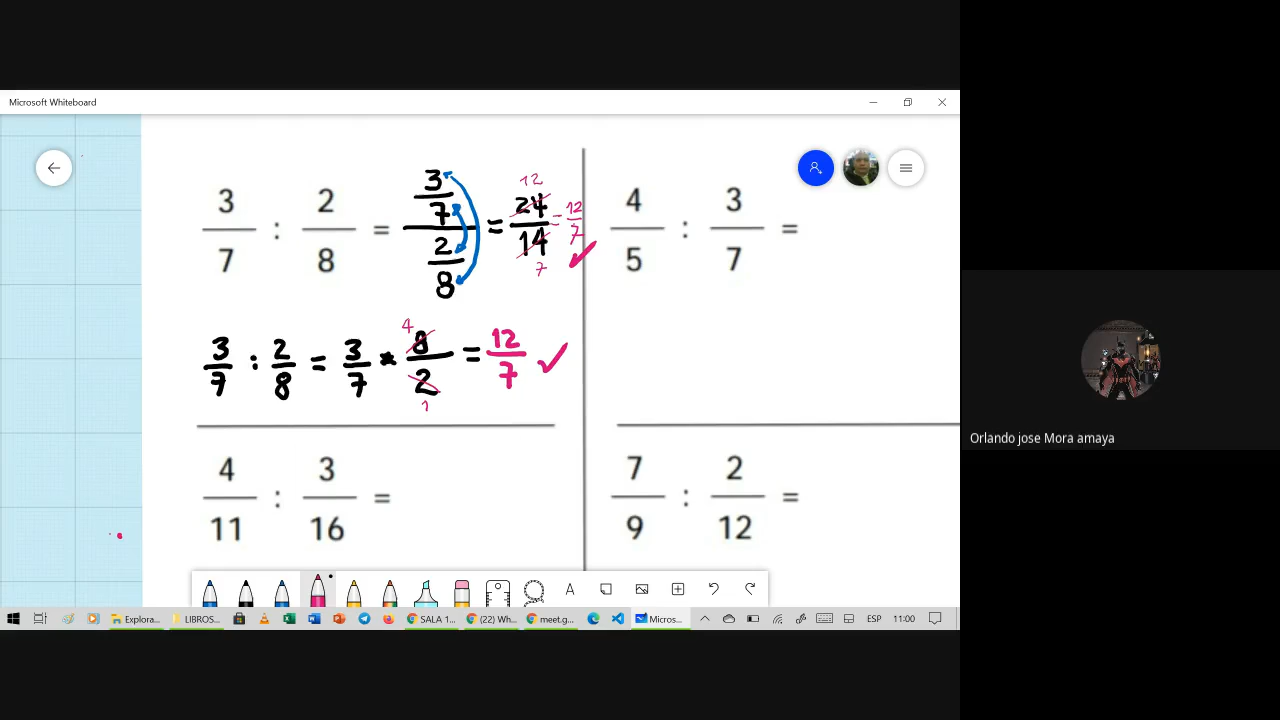 Microsoft Whiteboard
3/7 : 2/8 = (3/7)/(2/8) = 24/14 = 12/7 ✓
12
7
3/7 : 2/8 = 3/7 * 8/2 = 12/7 ✓
4
1
4/5 : 3/7 =
4/11 : 3/16 =
7/9 : 2/12 =
Orlando jose Mora amaya
A
Explora... LIBROS... SALA 1... (22) Wh... meet.g... Micros... ESP 11:00